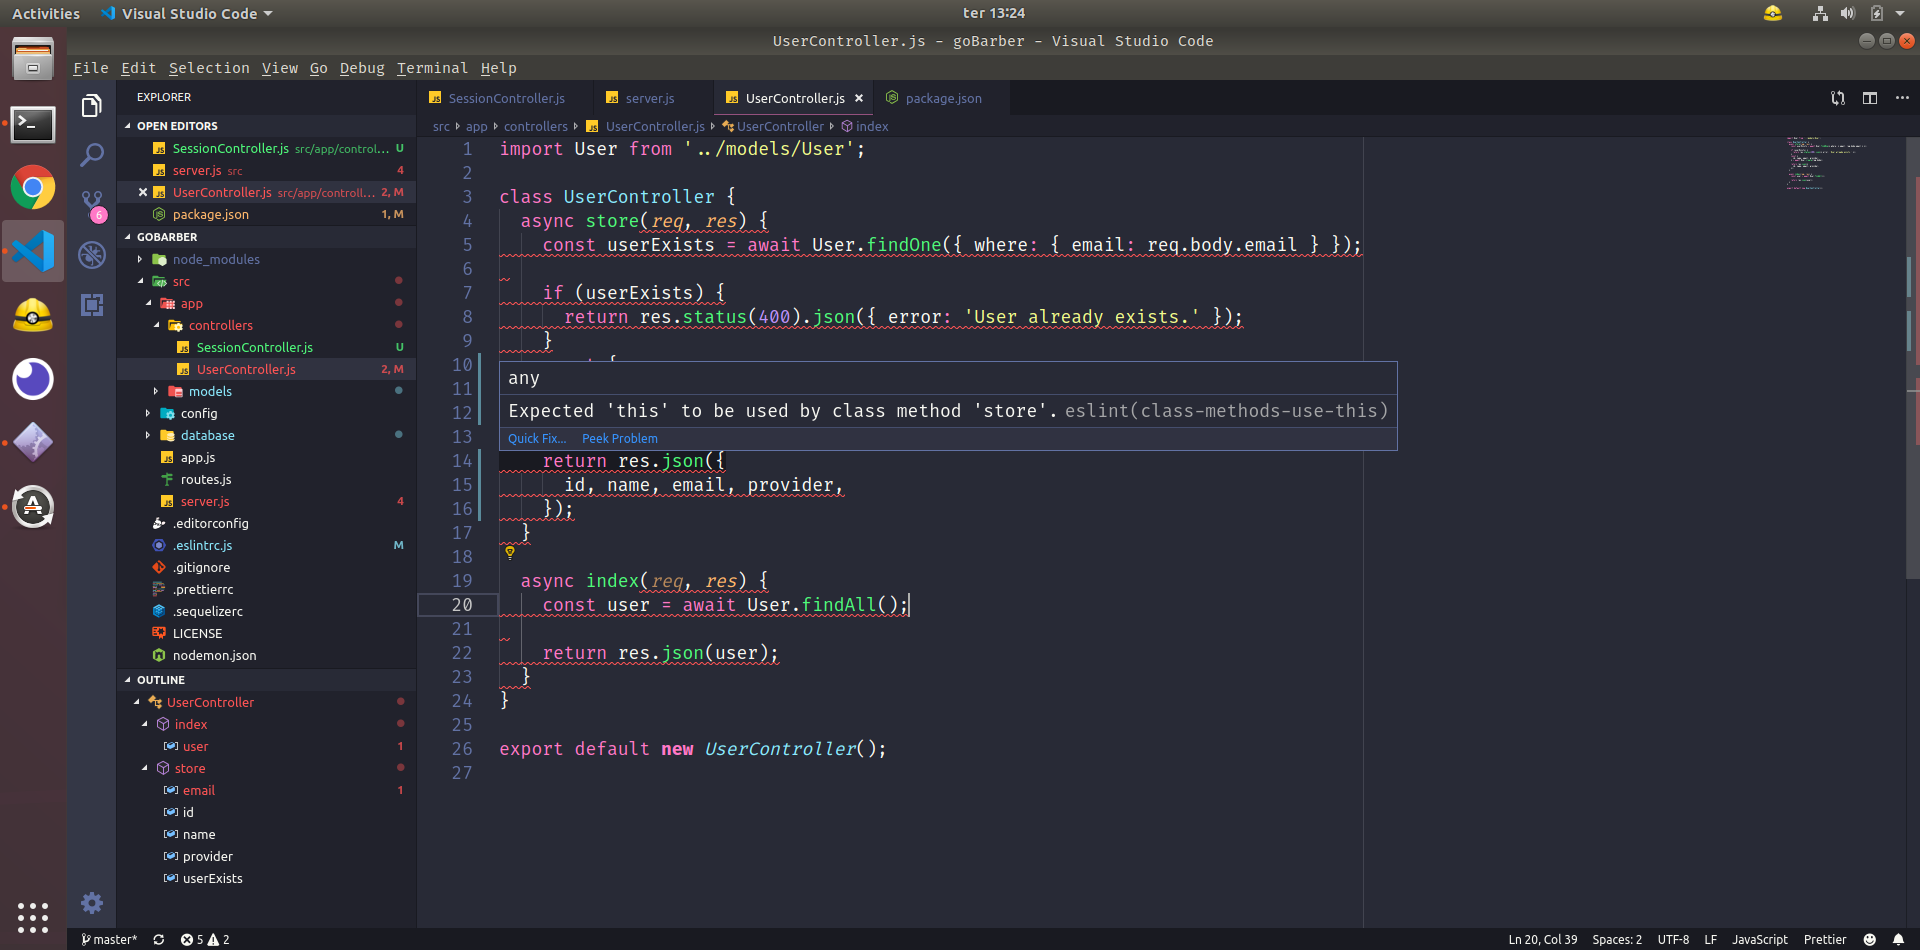 Activities
Visual Studio Code
ter 13:24
UserController.js - goBarber - Visual Studio Code
File Edit Selection View Go Debug Terminal Help
EXPLORER
OPEN EDITORS
SessionController.js src/app/control... U
server.js src 4
UserController.js src/app/controll... 2, M
package.json 1, M
GOBARBER
node_modules
src
app
controllers
SessionController.js U
UserController.js 2, M
models
config
database
app.js
routes.js
server.js 4
.editorconfig
.eslintrc.js M
.gitignore
.prettierrc
.sequelizerc
LICENSE
nodemon.json
OUTLINE
UserController
index
user 1
store
email 1
id
name
provider
userExists
6
SessionController.js
server.js
UserController.js
package.json
src app controllers UserController.js UserController index
1 import User from '../models/User';
2
3 class UserController {
4 async store(req, res) {
5 const userExists = await User.findOne({ where: { email: req.body.email } });
6
7 if (userExists) {
8 return res.status(400).json({ error: 'User already exists.' });
9 }
10
11
12
13
any
Expected 'this' to be used by class method 'store'. eslint(class-methods-use-this)
Quick Fix... Peek Problem
14 return res.json({
15 id, name, email, provider,
16 });
17 }
18
19 async index(req, res) {
20 const user = await User.findAll();
21
22 return res.json(user);
23 }
24 }
25
26 export default new UserController();
27
master* 5 2
Ln 20, Col 39 Spaces: 2 UTF-8 LF JavaScript Prettier